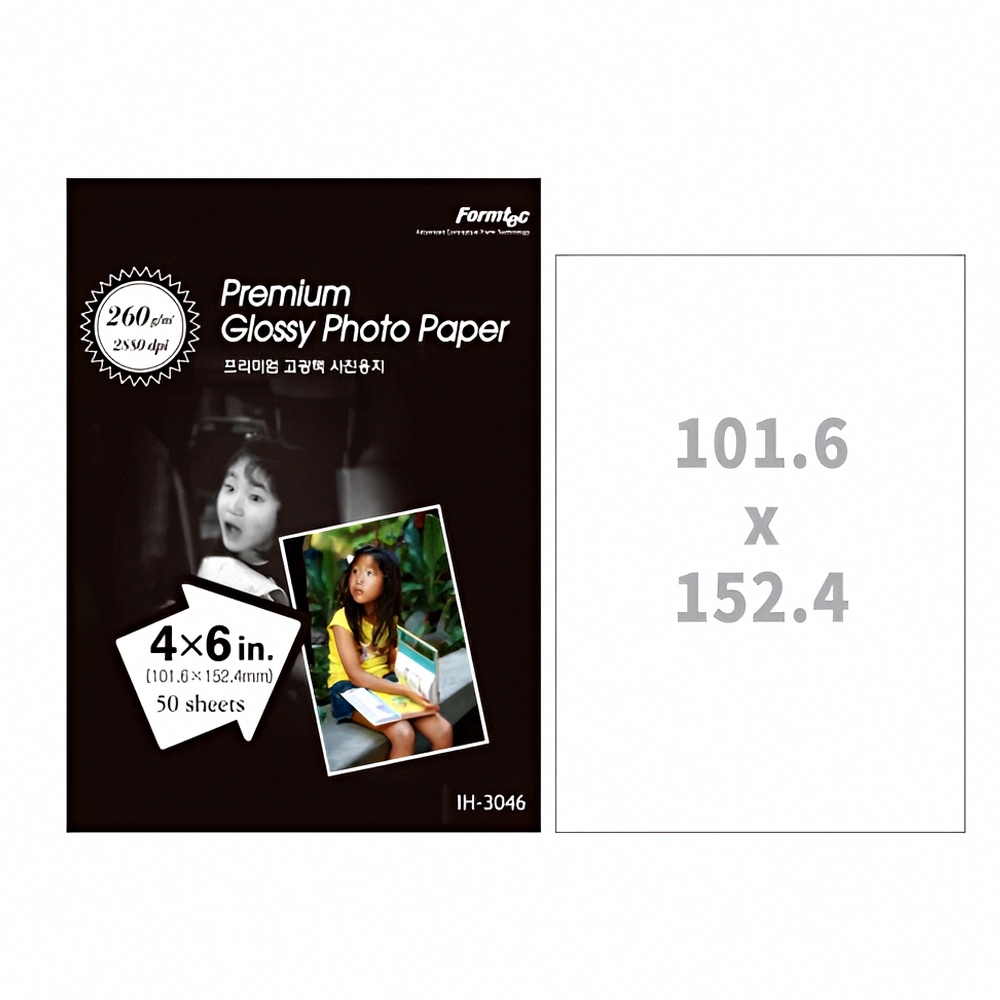 Formtec
260g/m²
2880 dpi
Premium
Glossy Photo Paper
프리미엄 고광택 사진용지
4×6 in.
(101.6×152.4mm)
50 sheets
IH-3046
101.6
x
152.4